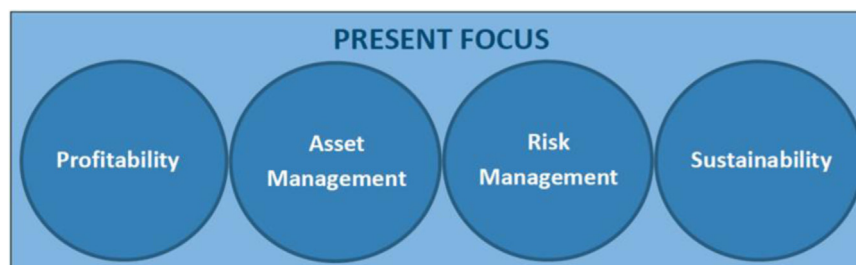 PRESENT FOCUS
Profitability
Asset
Management
Risk
Management
Sustainability